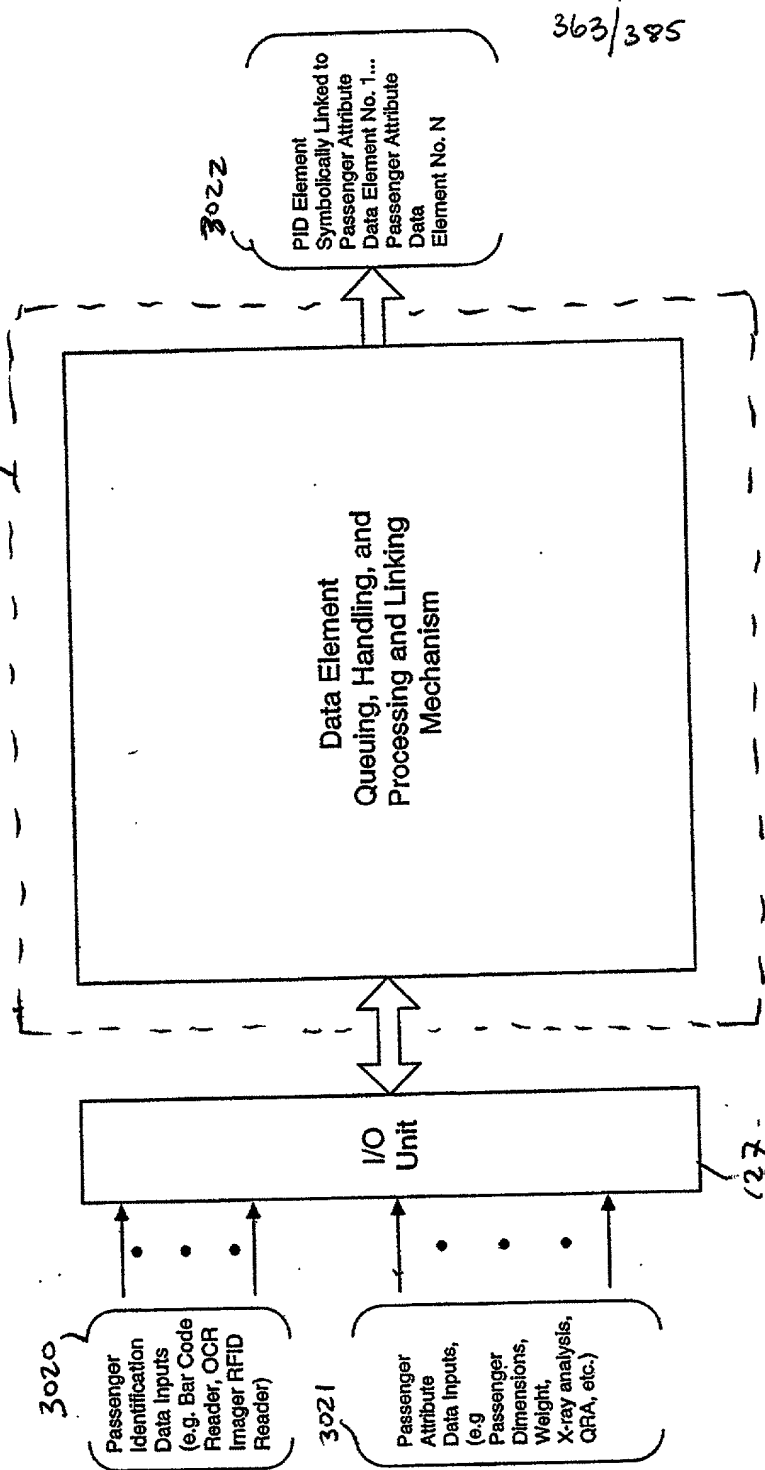 363/385
3020
Passenger
Identification
Data Inputs
(e.g. Bar Code
Reader, OCR
Imager RFID
Reader)
3021
Passenger
Attribute
Data Inputs,
(e.g
Passenger
Dimensions,
Weight,
X-ray analysis,
QRA, etc.)
I/O
Unit
127
Data Element
Queuing, Handling, and
Processing and Linking
Mechanism
3022
PID Element
Symbolically Linked to
Passenger Attribute
Data Element No. 1...
Passenger Attribute
Data
Element No. N